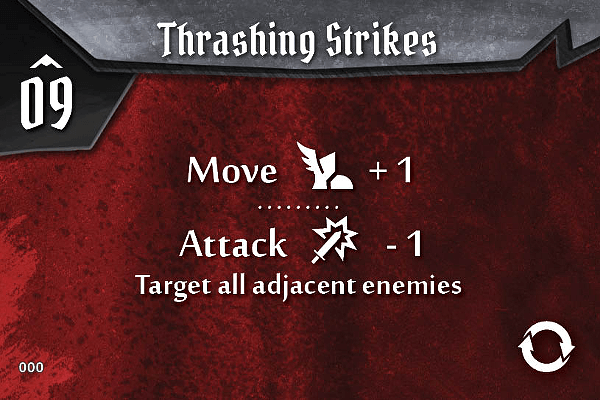 Thrashing Strikes
09
Move + 1
Attack - 1
Target all adjacent enemies
000